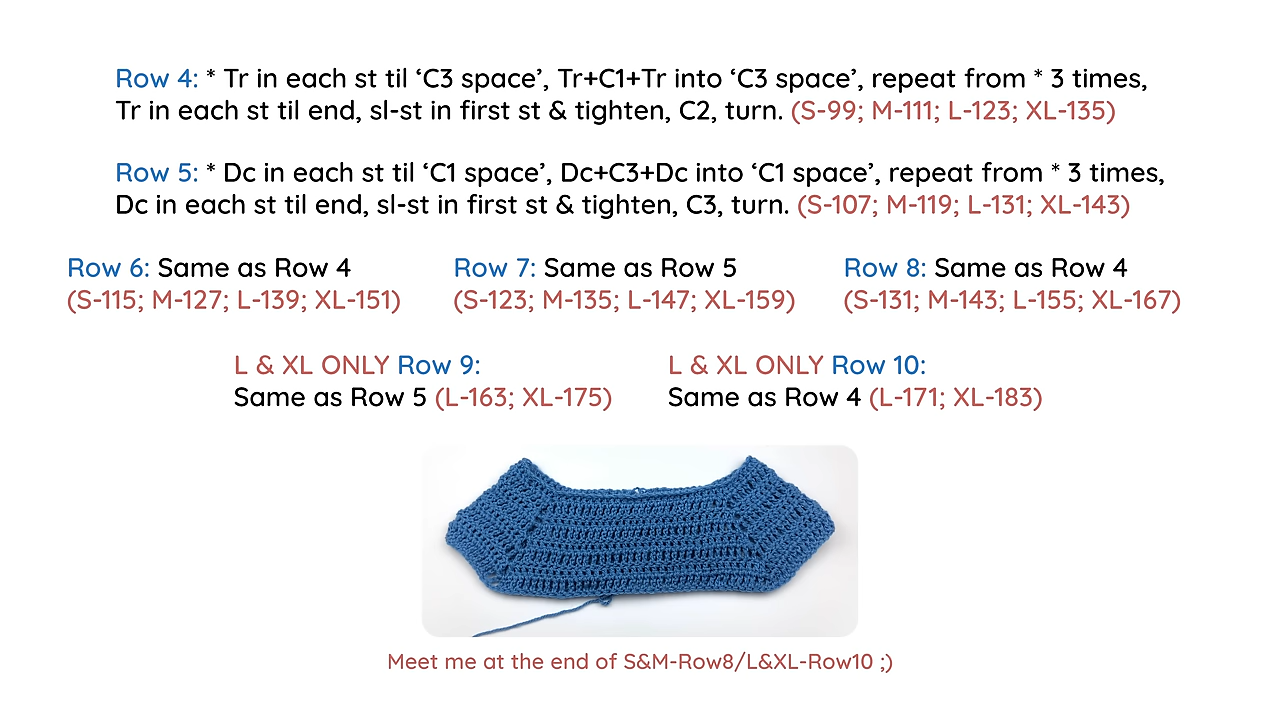 Row 4: * Tr in each st til ‘C3 space’, Tr+C1+Tr into ‘C3 space’, repeat from * 3 times,
Tr in each st til end, sl-st in first st & tighten, C2, turn. (S-99; M-111; L-123; XL-135)
Row 5: * Dc in each st til ‘C1 space’, Dc+C3+Dc into ‘C1 space’, repeat from * 3 times,
Dc in each st til end, sl-st in first st & tighten, C3, turn. (S-107; M-119; L-131; XL-143)
Row 6: Same as Row 4
(S-115; M-127; L-139; XL-151)
Row 7: Same as Row 5
(S-123; M-135; L-147; XL-159)
Row 8: Same as Row 4
(S-131; M-143; L-155; XL-167)
L & XL ONLY Row 9:
Same as Row 5 (L-163; XL-175)
L & XL ONLY Row 10:
Same as Row 4 (L-171; XL-183)
Meet me at the end of S&M-Row8/L&XL-Row10 ;)